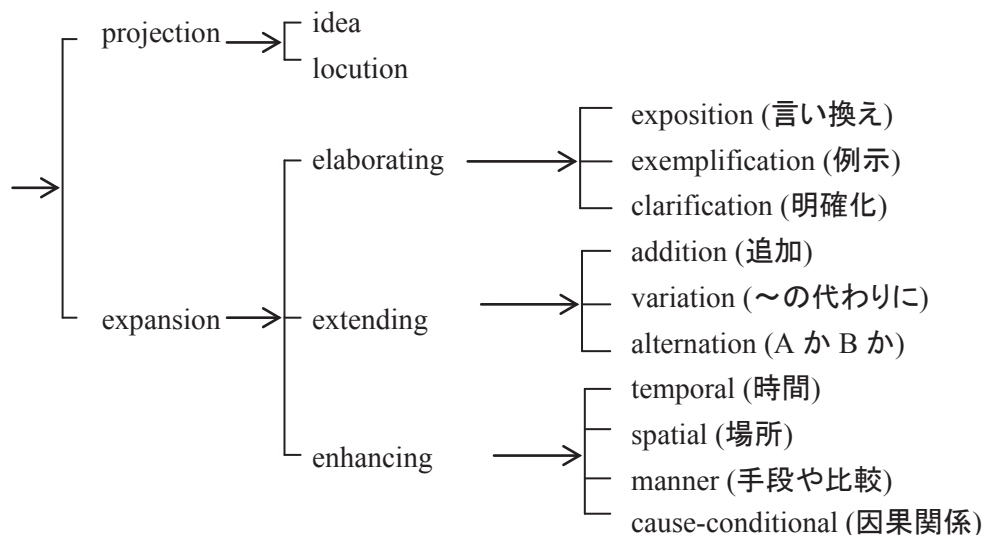 projection
idea
locution
exposition (言い換え)
elaborating
exemplification (例示)
clarification (明確化)
addition (追加)
expansion
extending
variation (～の代わりに)
alternation (A か B か)
temporal (時間)
spatial (場所)
enhancing
manner (手段や比較)
cause-conditional (因果関係)